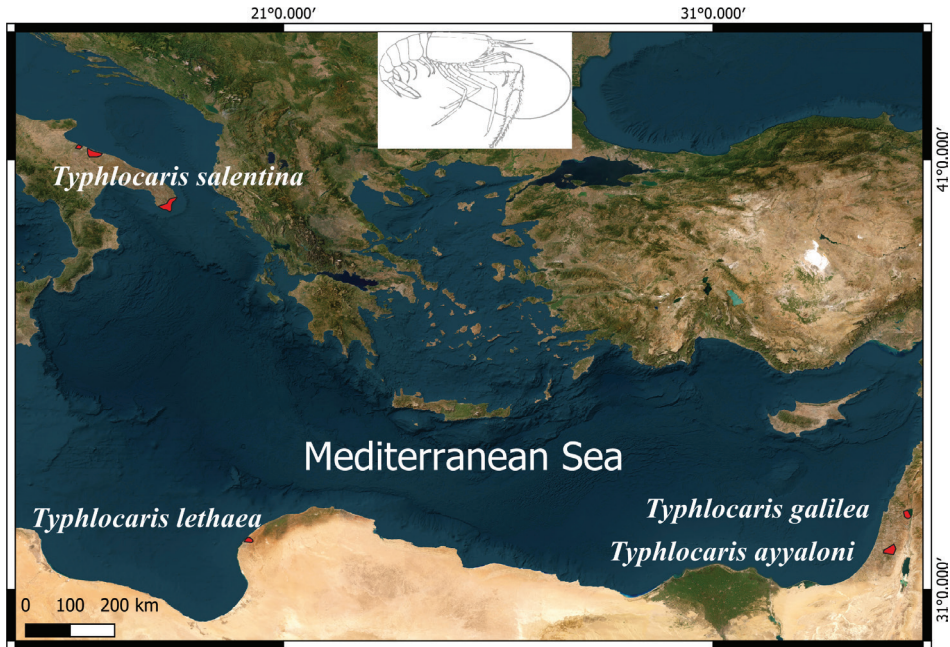 21°0.000′ 31°0.000′
41°0.000′
Typhlocaris salentina
Mediterranean Sea
Typhlocaris lethaea
Typhlocaris galilea
Typhlocaris ayyaloni
31°0.000′
0 100 200 km